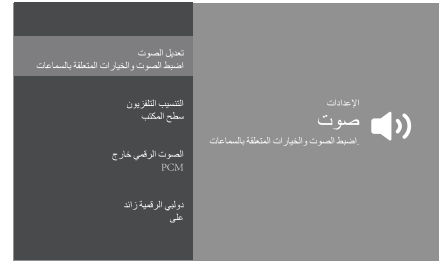 تعديل الصوت
اضبط الصوت والخيارات المتعلقة بالسماعات
التنسيب التلفزيون
سطح المكتب
الصوت الرقمي خارج
PCM
دولبي الرقمية زائد
على
الإعدادات
صوت
.اضبط الصوت والخيارات المتعلقة بالسماعات